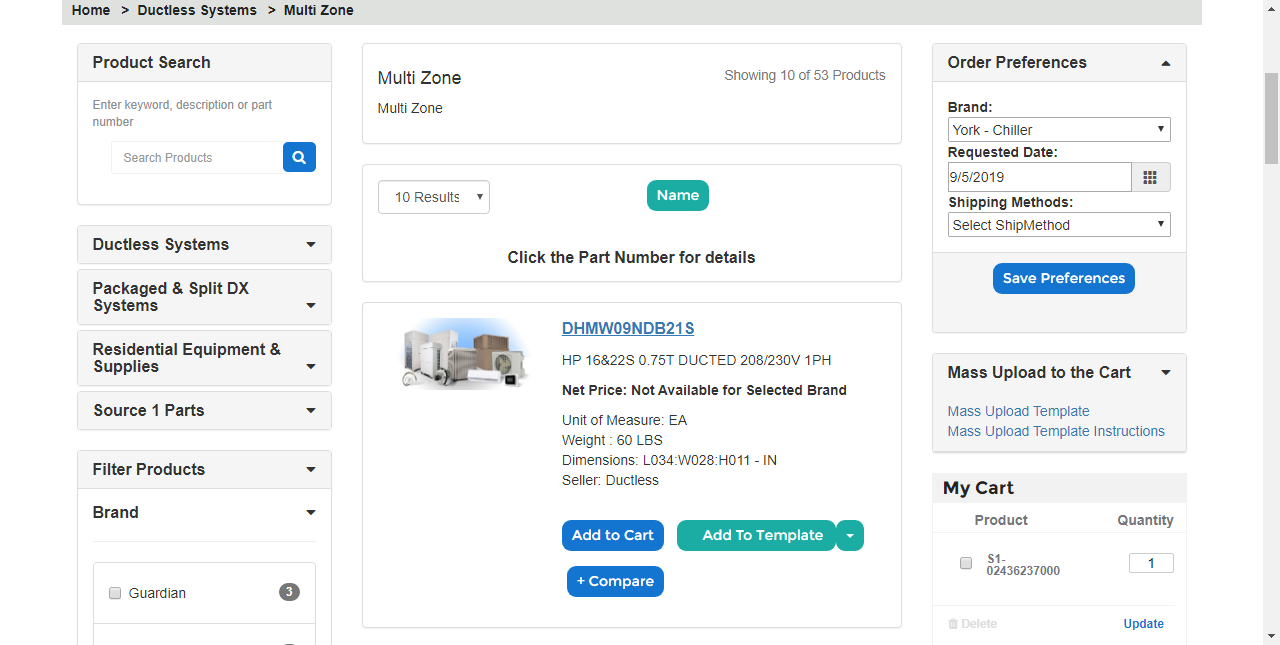 Home > Ductless Systems > Multi Zone
Product Search
Enter keyword, description or part
number
Search Products
Ductless Systems
Packaged & Split DX
Systems
Residential Equipment &
Supplies
Source 1 Parts
Filter Products
Brand
Guardian 3
Multi Zone
Showing 10 of 53 Products
Multi Zone
10 Results
Name
Click the Part Number for details
DHMW09NDB21S
HP 16&22S 0.75T DUCTED 208/230V 1PH
Net Price: Not Available for Selected Brand
Unit of Measure: EA
Weight : 60 LBS
Dimensions: L034:W028:H011 - IN
Seller: Ductless
Add to Cart
Add To Template
+ Compare
Order Preferences
Brand:
York - Chiller
Requested Date:
9/5/2019
Shipping Methods:
Select ShipMethod
Save Preferences
Mass Upload to the Cart
Mass Upload Template
Mass Upload Template Instructions
My Cart
Product Quantity
S1-
02436237000
1
Delete Update